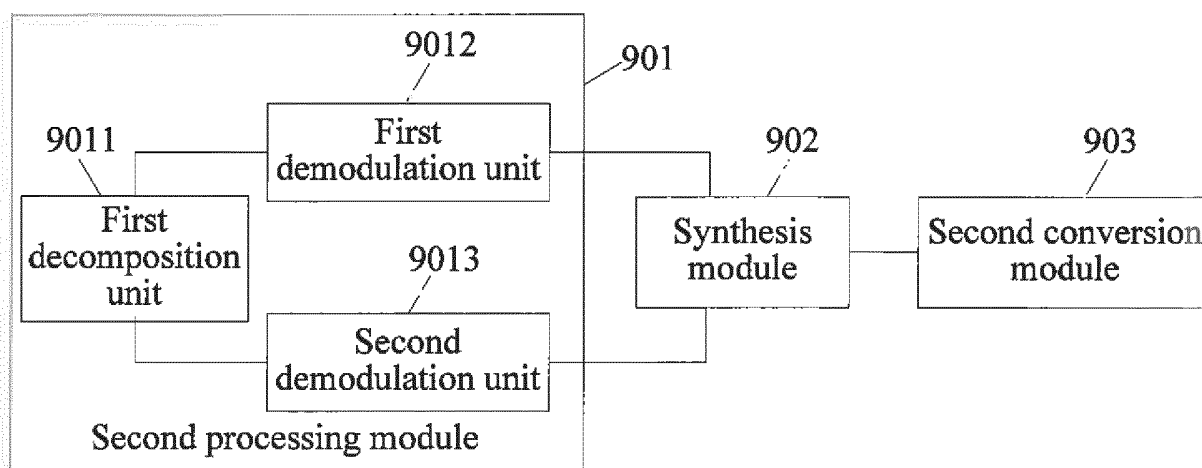 9012
901
First
demodulation unit
9011
902
903
First
decomposition
unit
Synthesis
module
Second conversion
module
9013
Second
demodulation unit
Second processing module